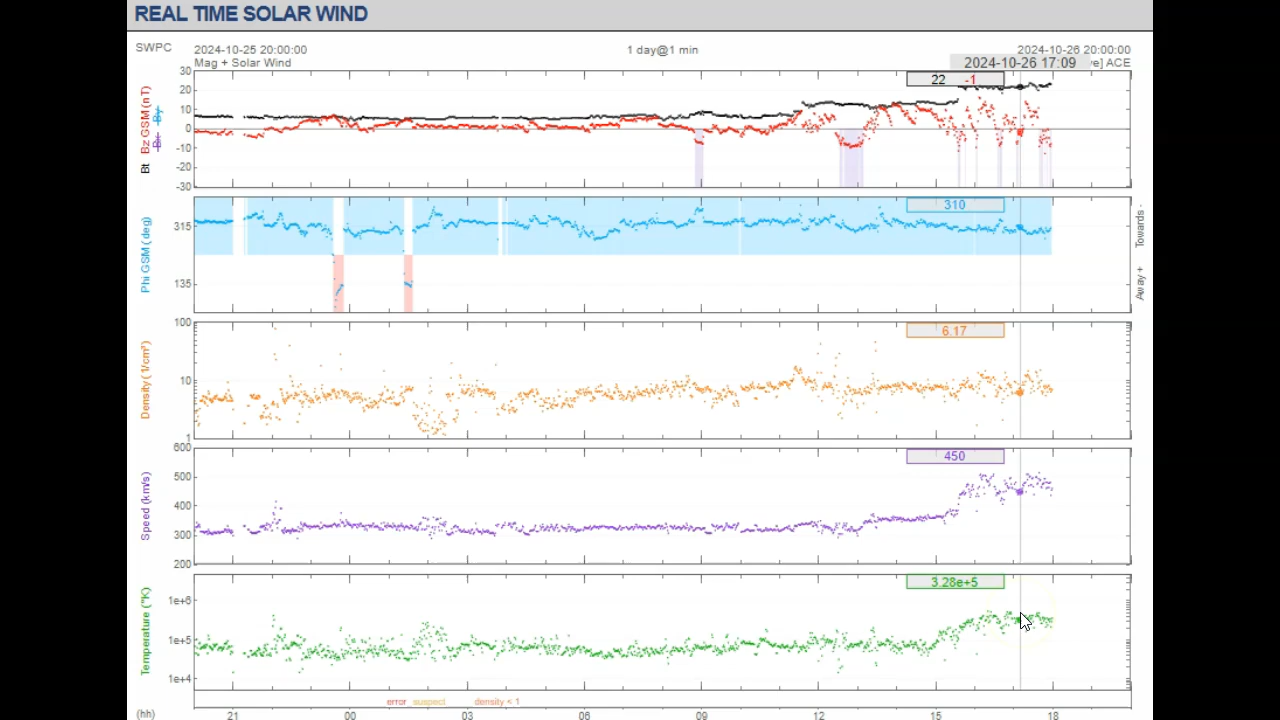 REAL TIME SOLAR WIND
SWPC
2024-10-25 20:00:00
1 day@1 min
2024-10-26 20:00:00
Mag + Solar Wind
2024-10-26 17:09
ve] ACE
Bt Bz GSM (nT)
Bx By
30
20
10
0
-10
-20
-30
22 -1
Phi GSM (deg)
315
135
310
Towards -
Away +
Density (1/cm³)
100
10
1
6.17
Speed (km/s)
600
500
400
300
200
450
Temperature (°K)
1e+6
1e+5
1e+4
3.28e+5
error suspect density < 1
(hh) 21 00 03 06 09 12 15 18